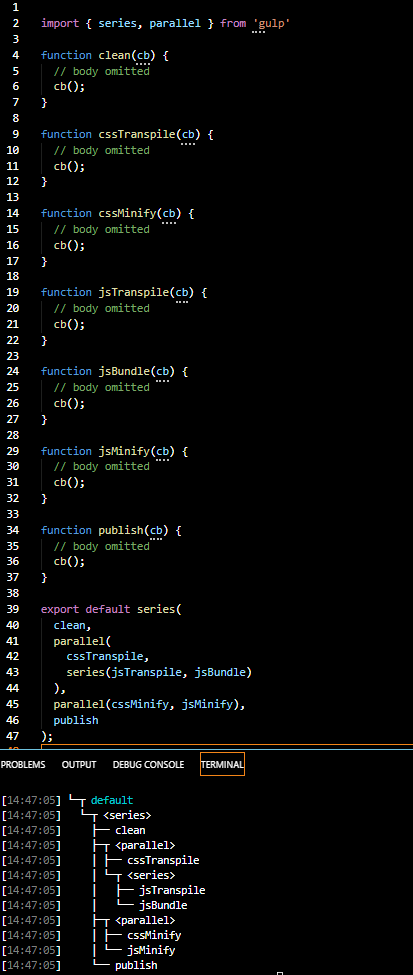 1
2 import { series, parallel } from 'gulp'
3
4 function clean(cb) {
5   // body omitted
6   cb();
7 }
8
9 function cssTranspile(cb) {
10   // body omitted
11   cb();
12 }
13
14 function cssMinify(cb) {
15   // body omitted
16   cb();
17 }
18
19 function jsTranspile(cb) {
20   // body omitted
21   cb();
22 }
23
24 function jsBundle(cb) {
25   // body omitted
26   cb();
27 }
28
29 function jsMinify(cb) {
30   // body omitted
31   cb();
32 }
33
34 function publish(cb) {
35   // body omitted
36   cb();
37 }
38
39 export default series(
40   clean,
41   parallel(
42     cssTranspile,
43     series(jsTranspile, jsBundle)
44   ),
45   parallel(cssMinify, jsMinify),
46   publish
47 );
PROBLEMS OUTPUT DEBUG CONSOLE TERMINAL
[14:47:05] └─┬ default
[14:47:05]   └─┬ <series>
[14:47:05]     ├── clean
[14:47:05]     ├─┬ <parallel>
[14:47:05]     │ ├── cssTranspile
[14:47:05]     │ └─┬ <series>
[14:47:05]     │   ├── jsTranspile
[14:47:05]     │   └── jsBundle
[14:47:05]     ├─┬ <parallel>
[14:47:05]     │ ├── cssMinify
[14:47:05]     │ └── jsMinify
[14:47:05]     └── publish